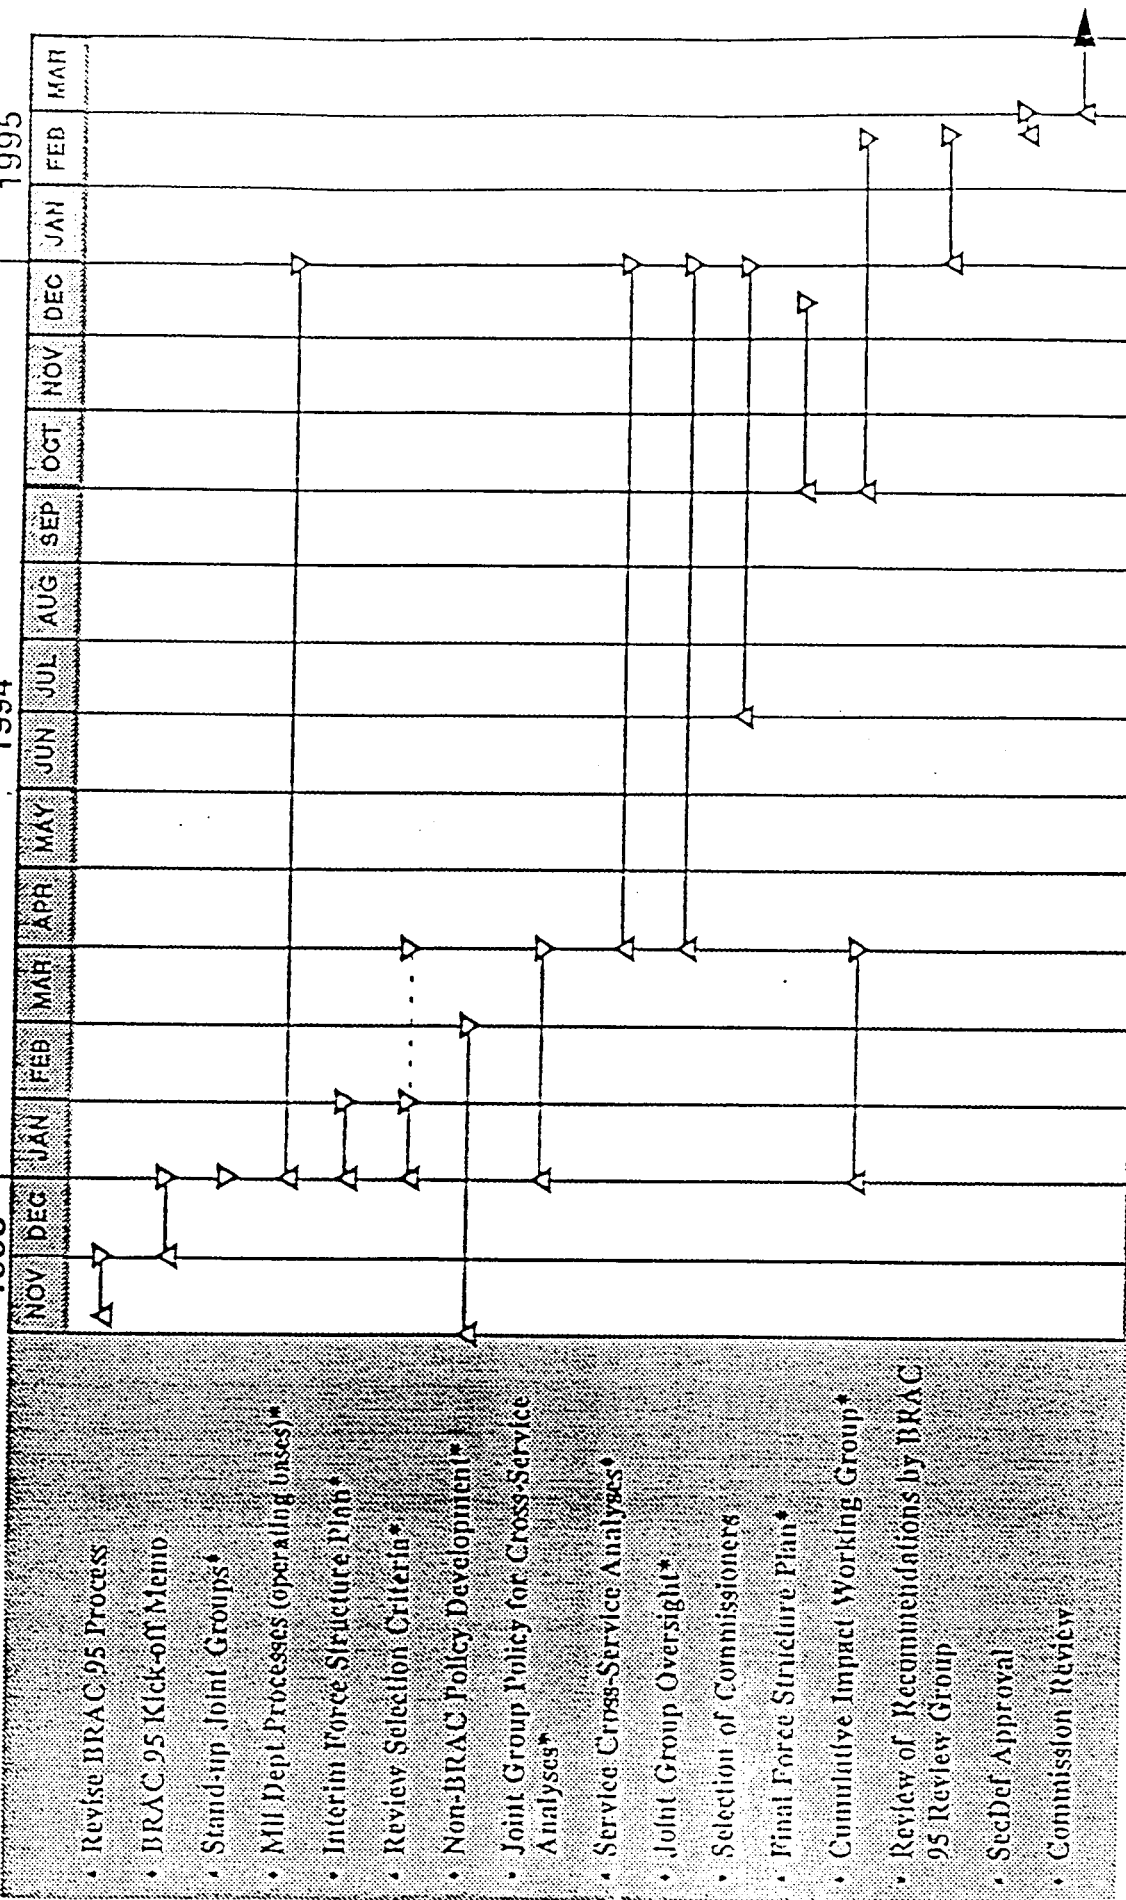 1994
1995
NOV DEC JAN FEB MAR APR MAY JUN JUL AUG SEP OCT NOV DEC JAN FEB MAR
Revise BRAC 95 Process
BRAC 95 Kick-off Memo
Stand-up Joint Groups*
Mil Dept Processes (operating bases)*
Interim Force Structure Plan*
Review Selection Criteria*
Non-BRAC Policy Development*
Joint Group Policy for Cross-Service
Analyses*
Service Cross-Service Analyses*
Joint Group Oversight*
Selection of Commissioners
Final Force Structure Plan*
Cumulative Impact Working Group*
Review of Recommendations by BRAC
95 Review Group
SecDef Approval
Commission Review